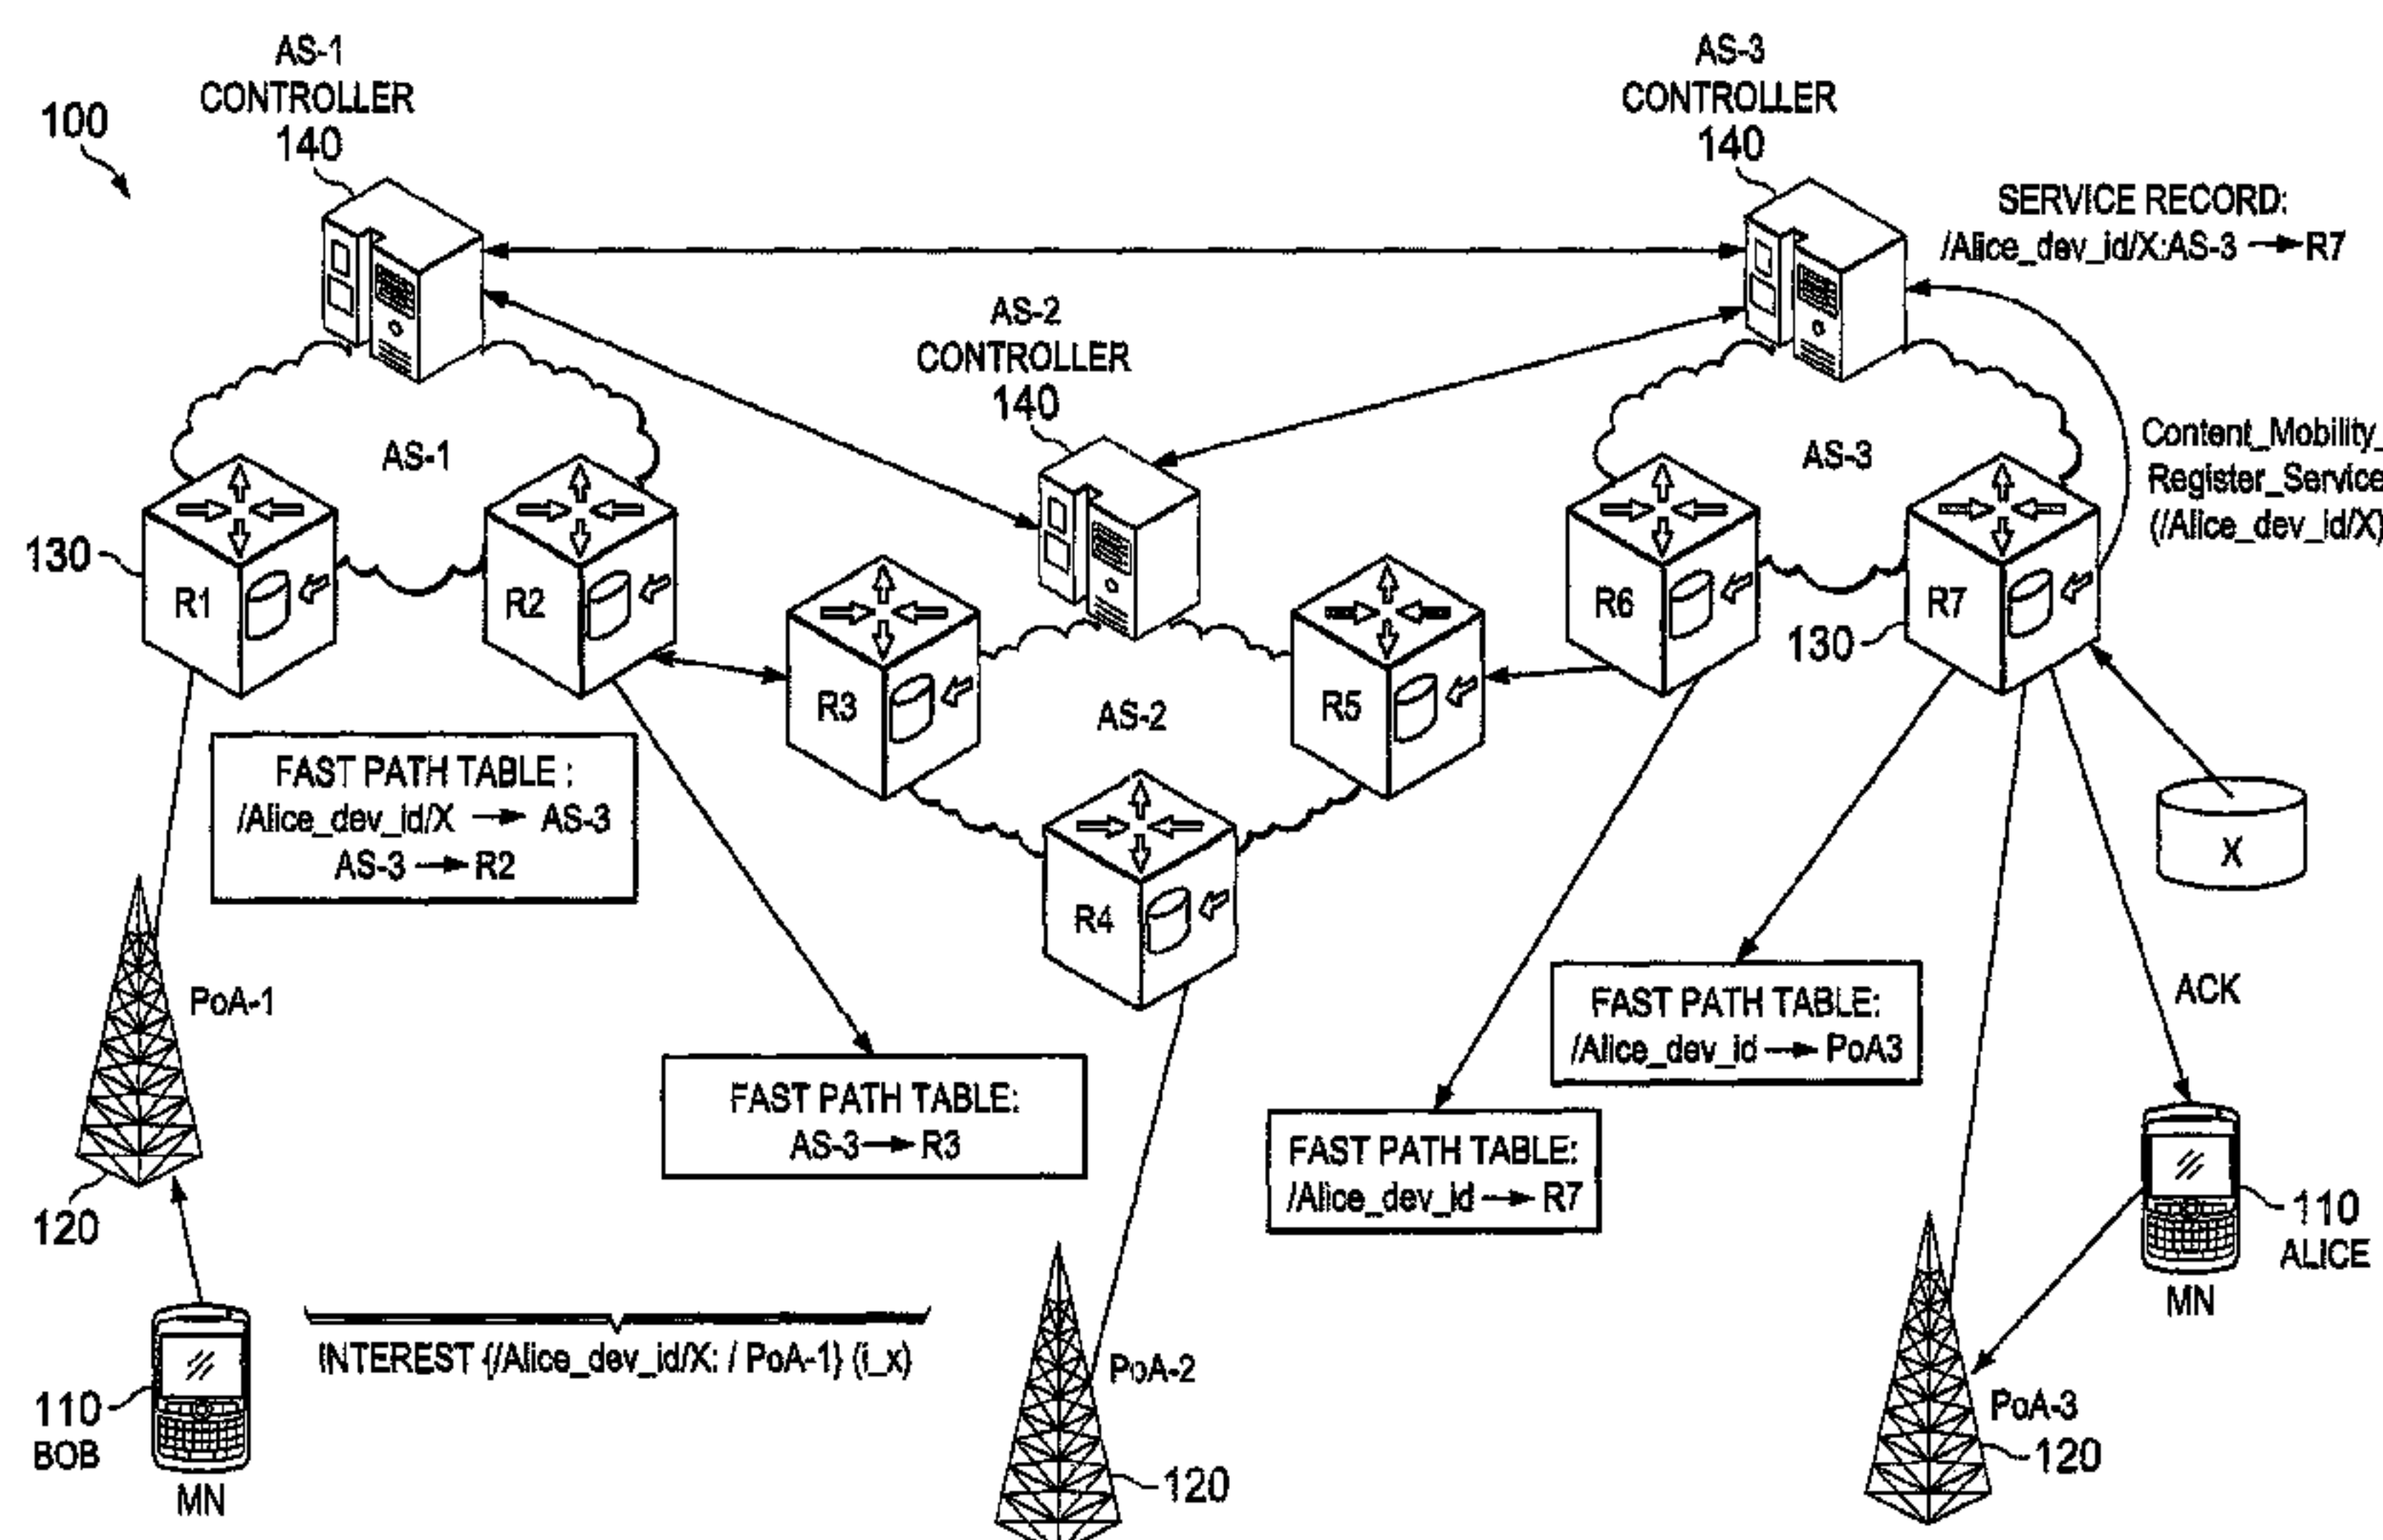 AS-1
CONTROLLER
140
100
AS-3
CONTROLLER
140
SERVICE RECORD:
/Alice_dev_id/X:AS-3 → R7
AS-2
CONTROLLER
140
AS-1
AS-3
Content_Mobility_
Register_Service
(/Alice_dev_id/X)
130
R1
R2
R6
R7
130
R3
AS-2
R5
FAST PATH TABLE :
/Alice_dev_id/X → AS-3
AS-3 → R2
X
R4
PoA-1
FAST PATH TABLE:
/Alice_dev_id → PoA3
ACK
FAST PATH TABLE:
AS-3 → R3
FAST PATH TABLE:
/Alice_dev_id → R7
120
110
ALICE
MN
INTEREST {/Alice_dev_id/X: / PoA-1} (i_x)
PoA-2
110
BOB
MN
PoA-3
120
120